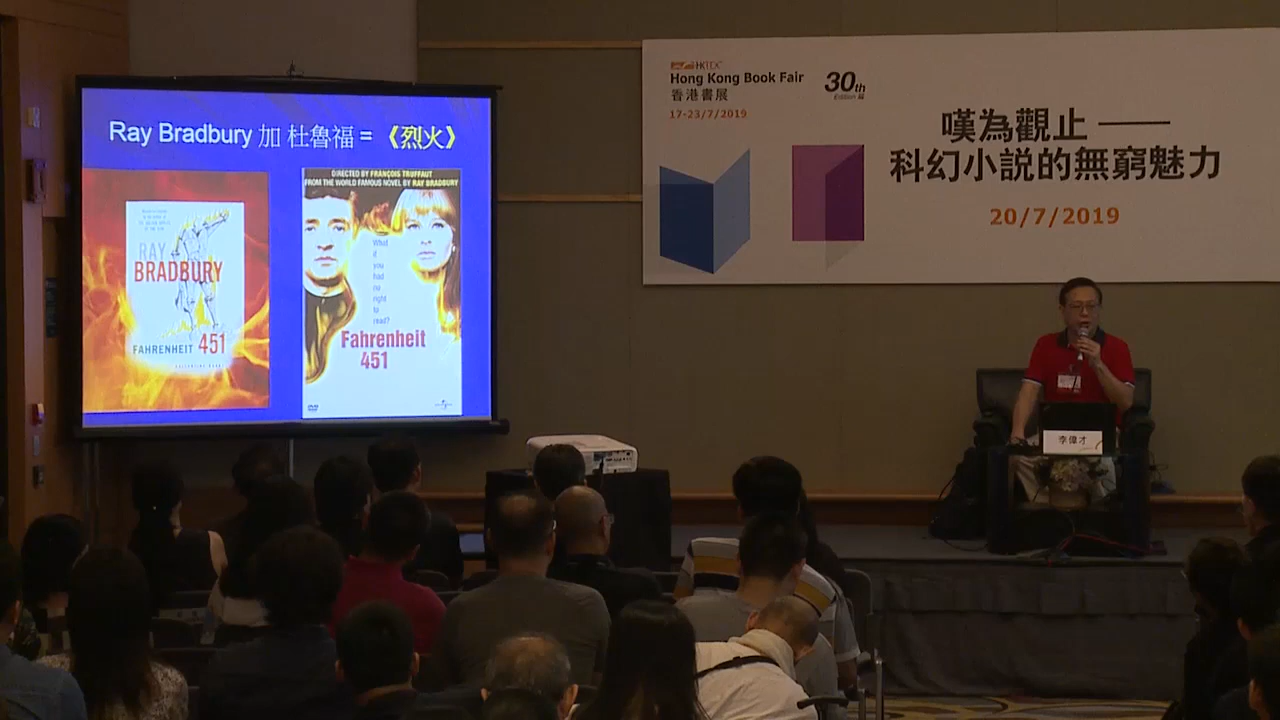 Ray Bradbury 加 杜魯福 = 《烈火》
RAY
BRADBURY
FAHRENHEIT 451
DIRECTED BY FRANÇOIS TRUFFAUT
FROM THE WORLD FAMOUS NOVEL BY RAY BRADBURY
What
if
you
had
no
right
to
read?
Fahrenheit
451
HKTDC
Hong Kong Book Fair
香港書展
17-23/7/2019
30th
Edition 屆
嘆為觀止 ——
科幻小説的無窮魅力
20/7/2019
李偉才